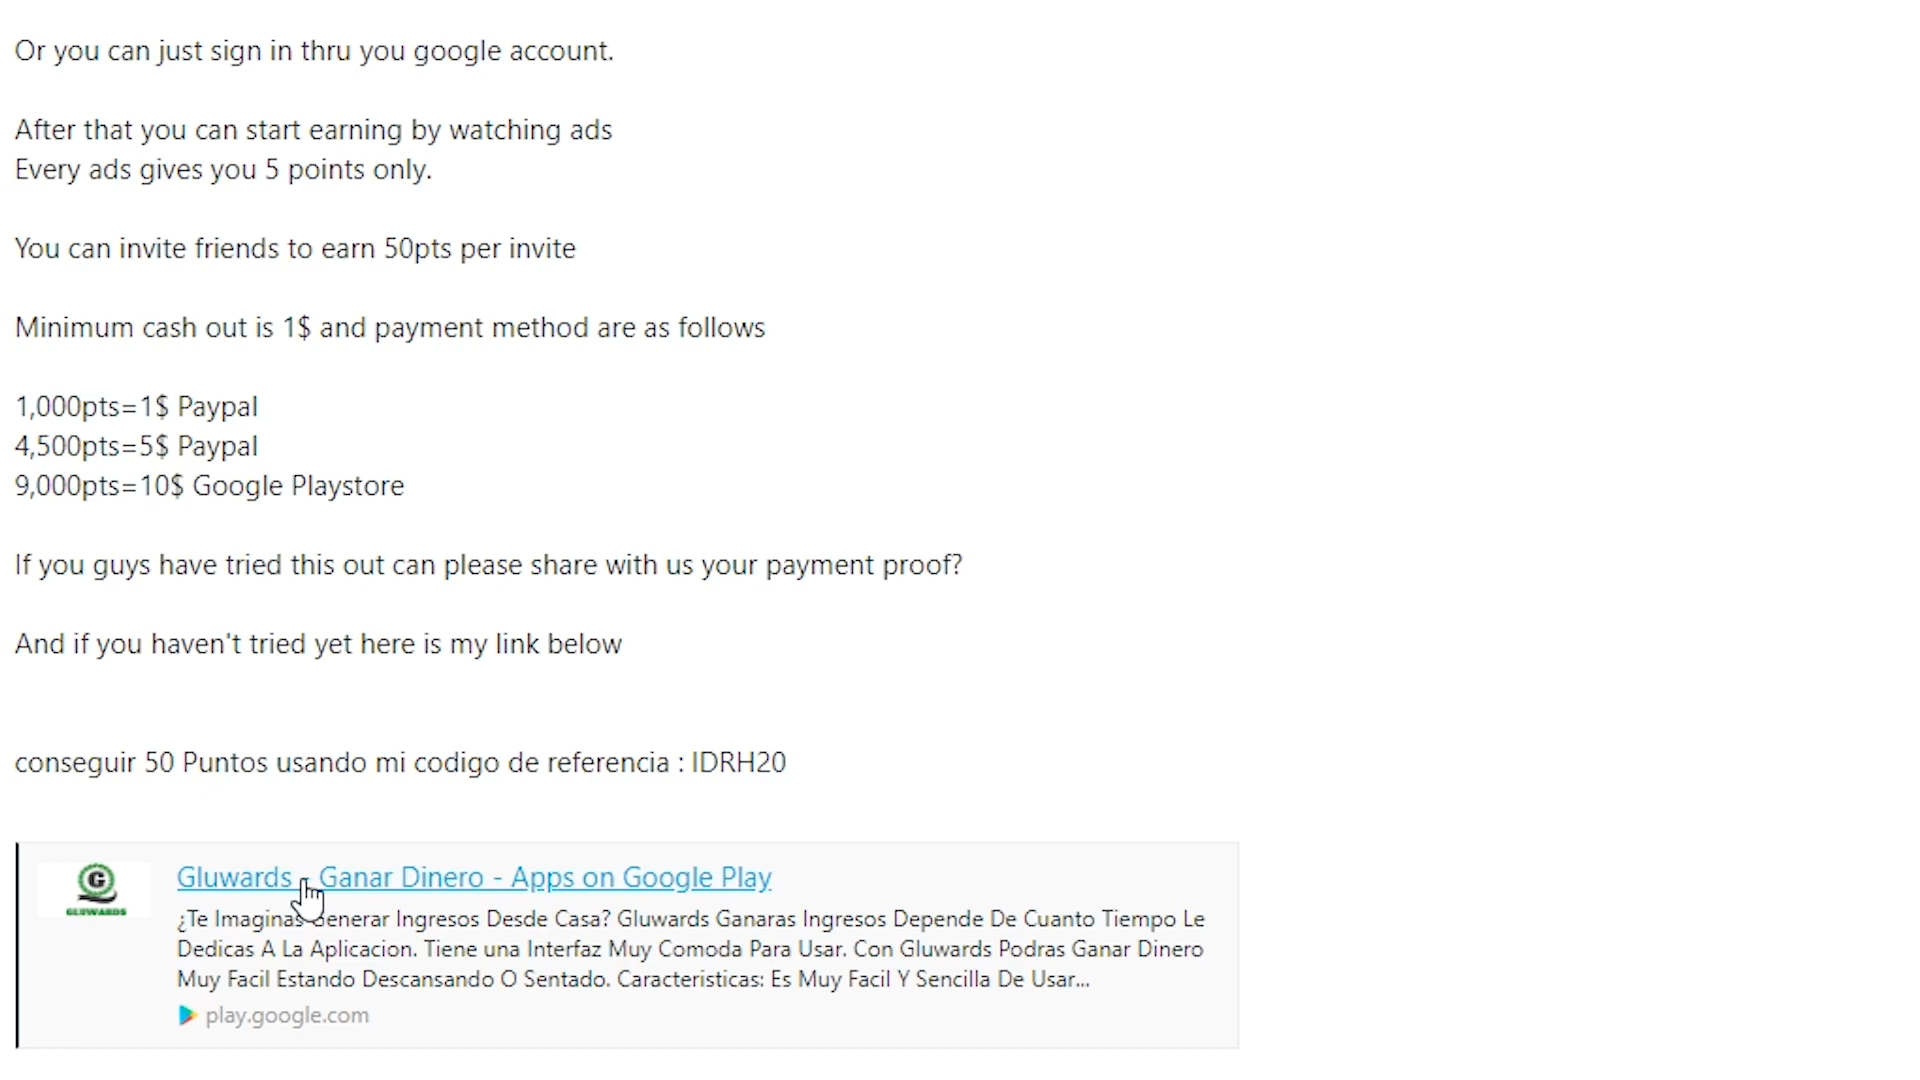 Or you can just sign in thru you google account.
After that you can start earning by watching ads
Every ads gives you 5 points only.
You can invite friends to earn 50pts per invite
Minimum cash out is 1$ and payment method are as follows
1,000pts=1$ Paypal
4,500pts=5$ Paypal
9,000pts=10$ Google Playstore
If you guys have tried this out can please share with us your payment proof?
And if you haven't tried yet here is my link below
conseguir 50 Puntos usando mi codigo de referencia : IDRH20
G
GLUWARDS
Gluwards - Ganar Dinero - Apps on Google Play
¿Te Imaginas Generar Ingresos Desde Casa? Gluwards Ganaras Ingresos Depende De Cuanto Tiempo Le
Dedicas A La Aplicacion. Tiene una Interfaz Muy Comoda Para Usar. Con Gluwards Podras Ganar Dinero
Muy Facil Estando Descansando O Sentado. Caracteristicas: Es Muy Facil Y Sencilla De Usar...
play.google.com